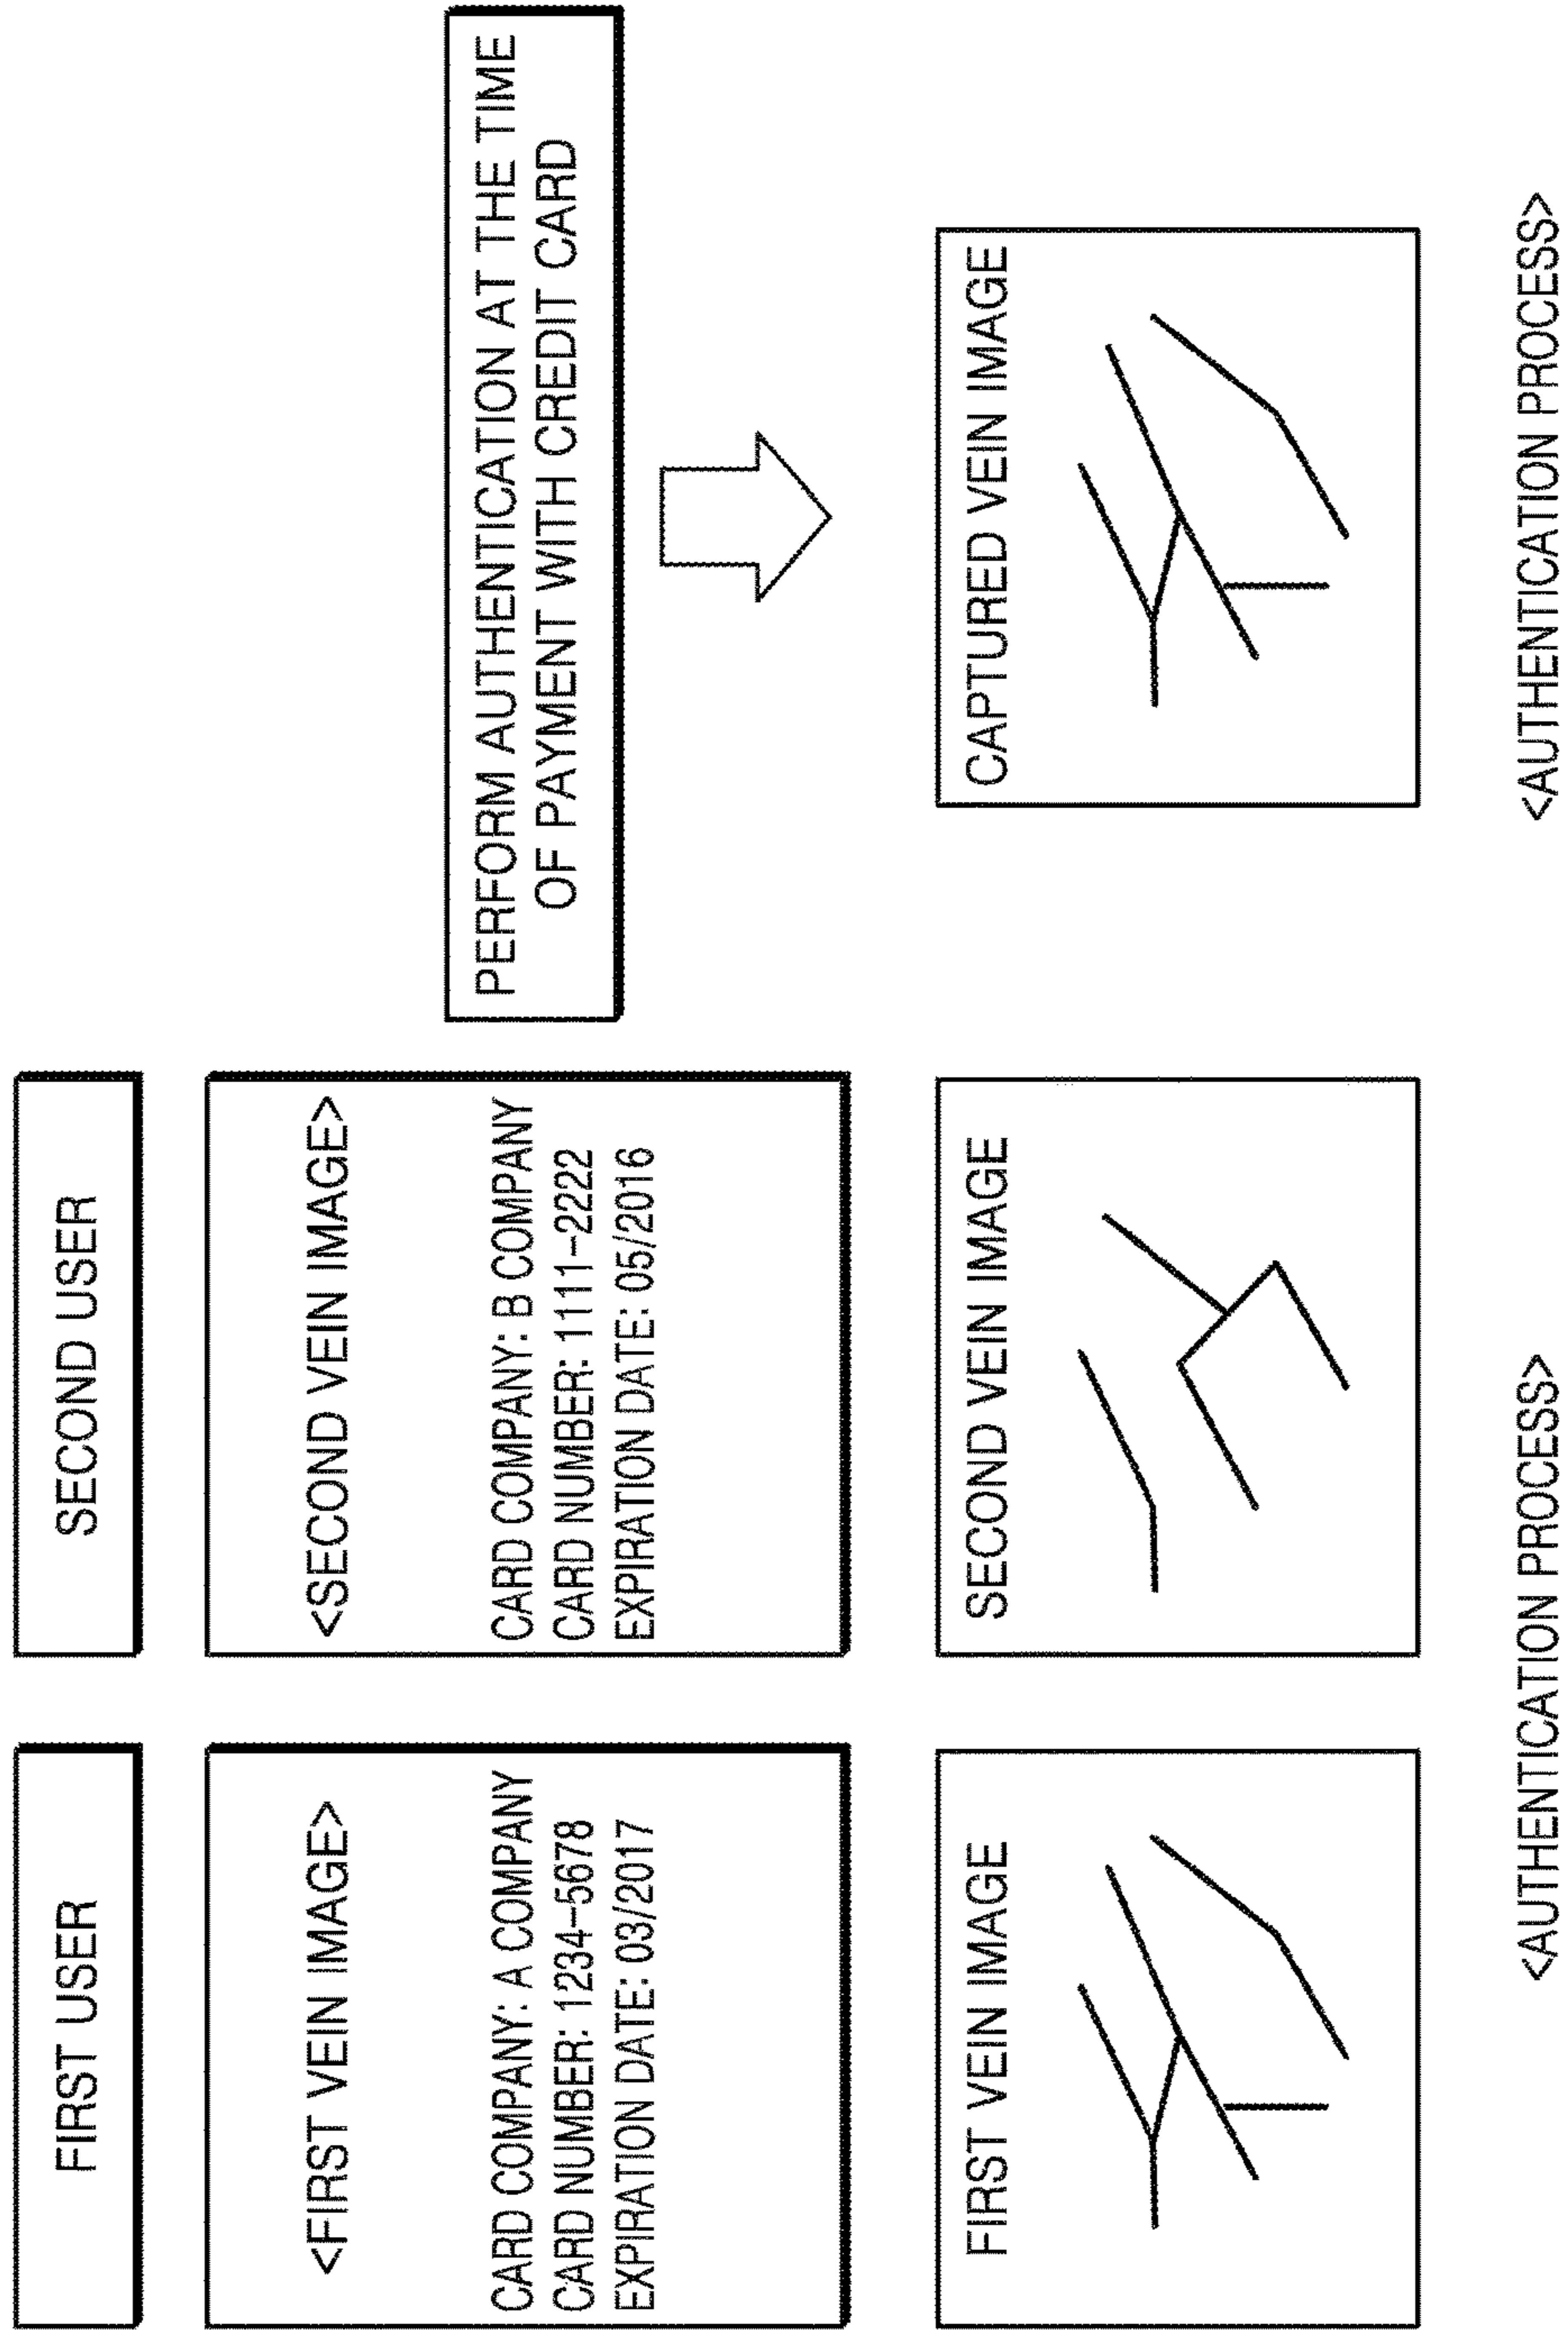 FIRST USER
<FIRST VEIN IMAGE>
CARD COMPANY: A COMPANY
CARD NUMBER: 1234-5678
EXPIRATION DATE: 03/2017
FIRST VEIN IMAGE
SECOND USER
<SECOND VEIN IMAGE>
CARD COMPANY: B COMPANY
CARD NUMBER: 1111-2222
EXPIRATION DATE: 05/2016
SECOND VEIN IMAGE
<AUTHENTICATION PROCESS>
PERFORM AUTHENTICATION AT THE TIME
OF PAYMENT WITH CREDIT CARD
CAPTURED VEIN IMAGE
<AUTHENTICATION PROCESS>